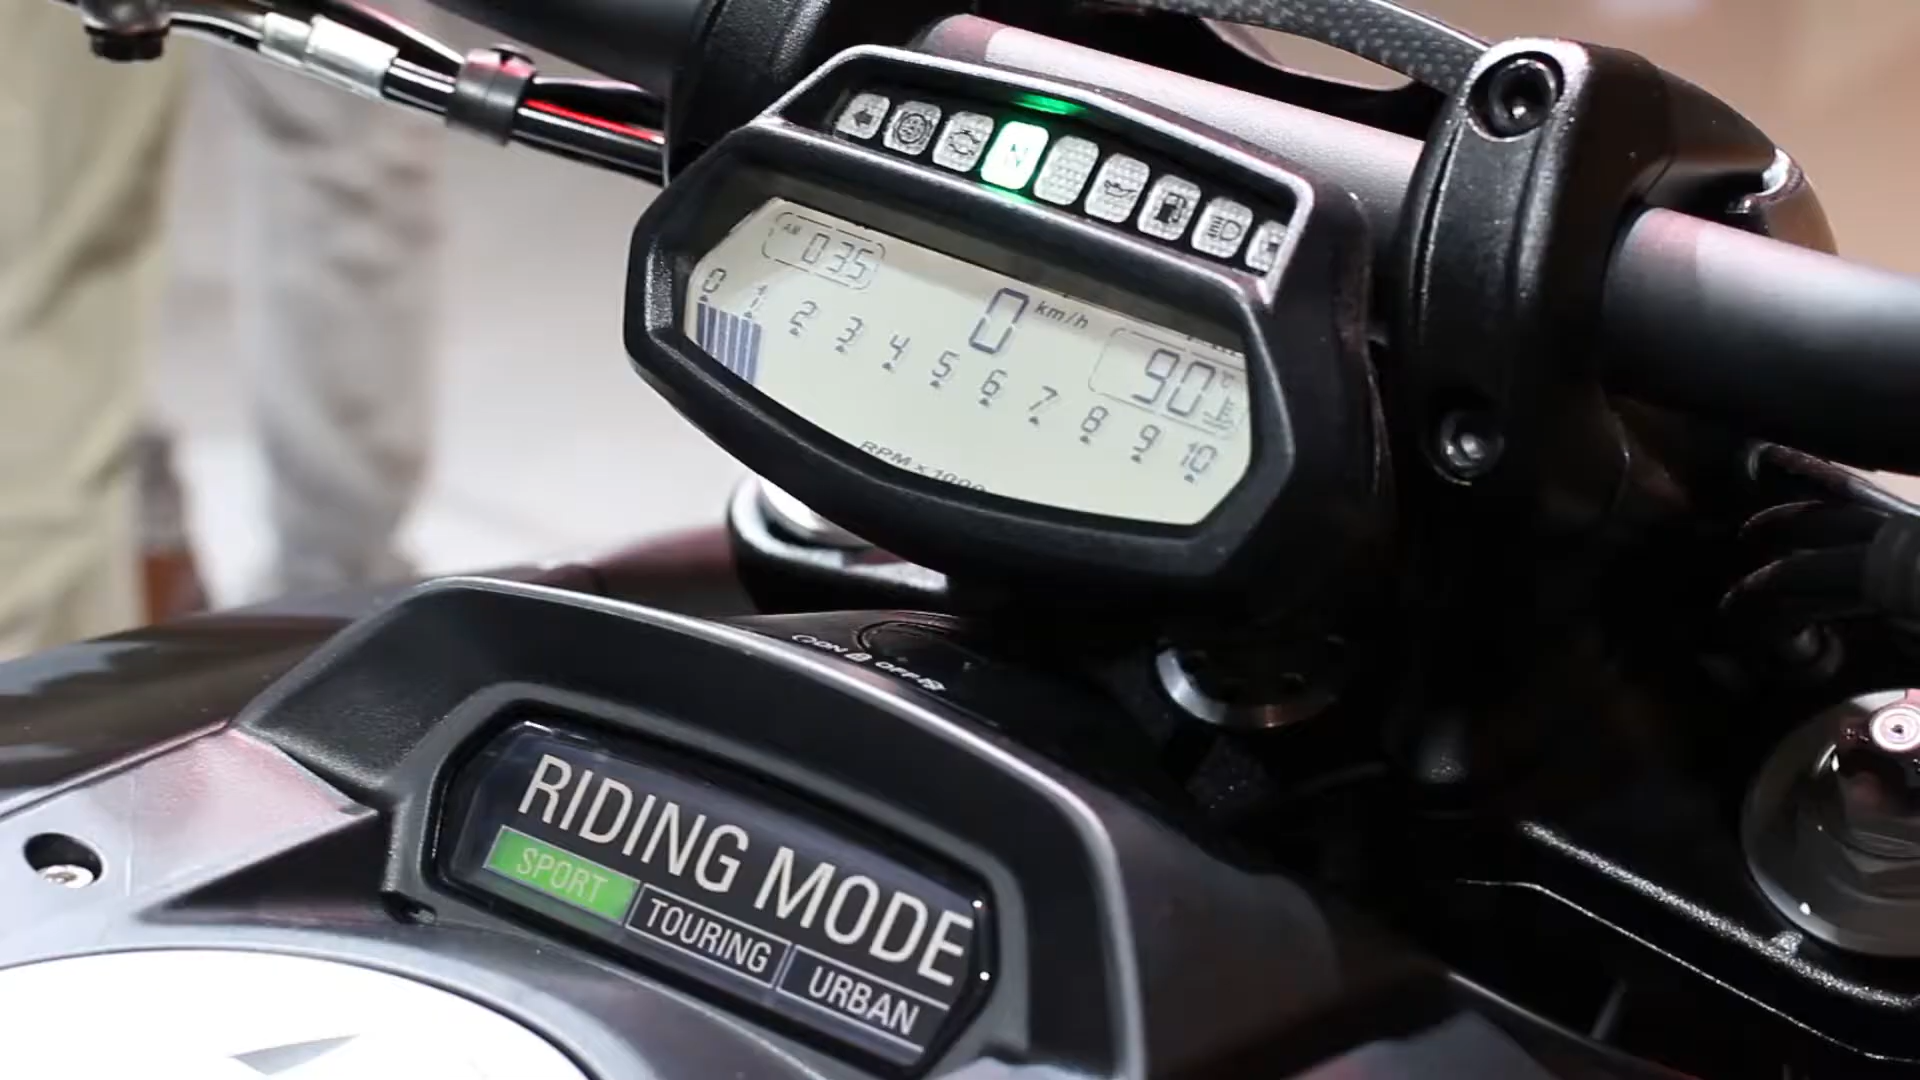 N
AM 035
0 km/h
90 °C
0 1 2 3 4 5 6 7 8 9 10
RPM x 1000
ON OFF
RIDING MODE
SPORT TOURING URBAN